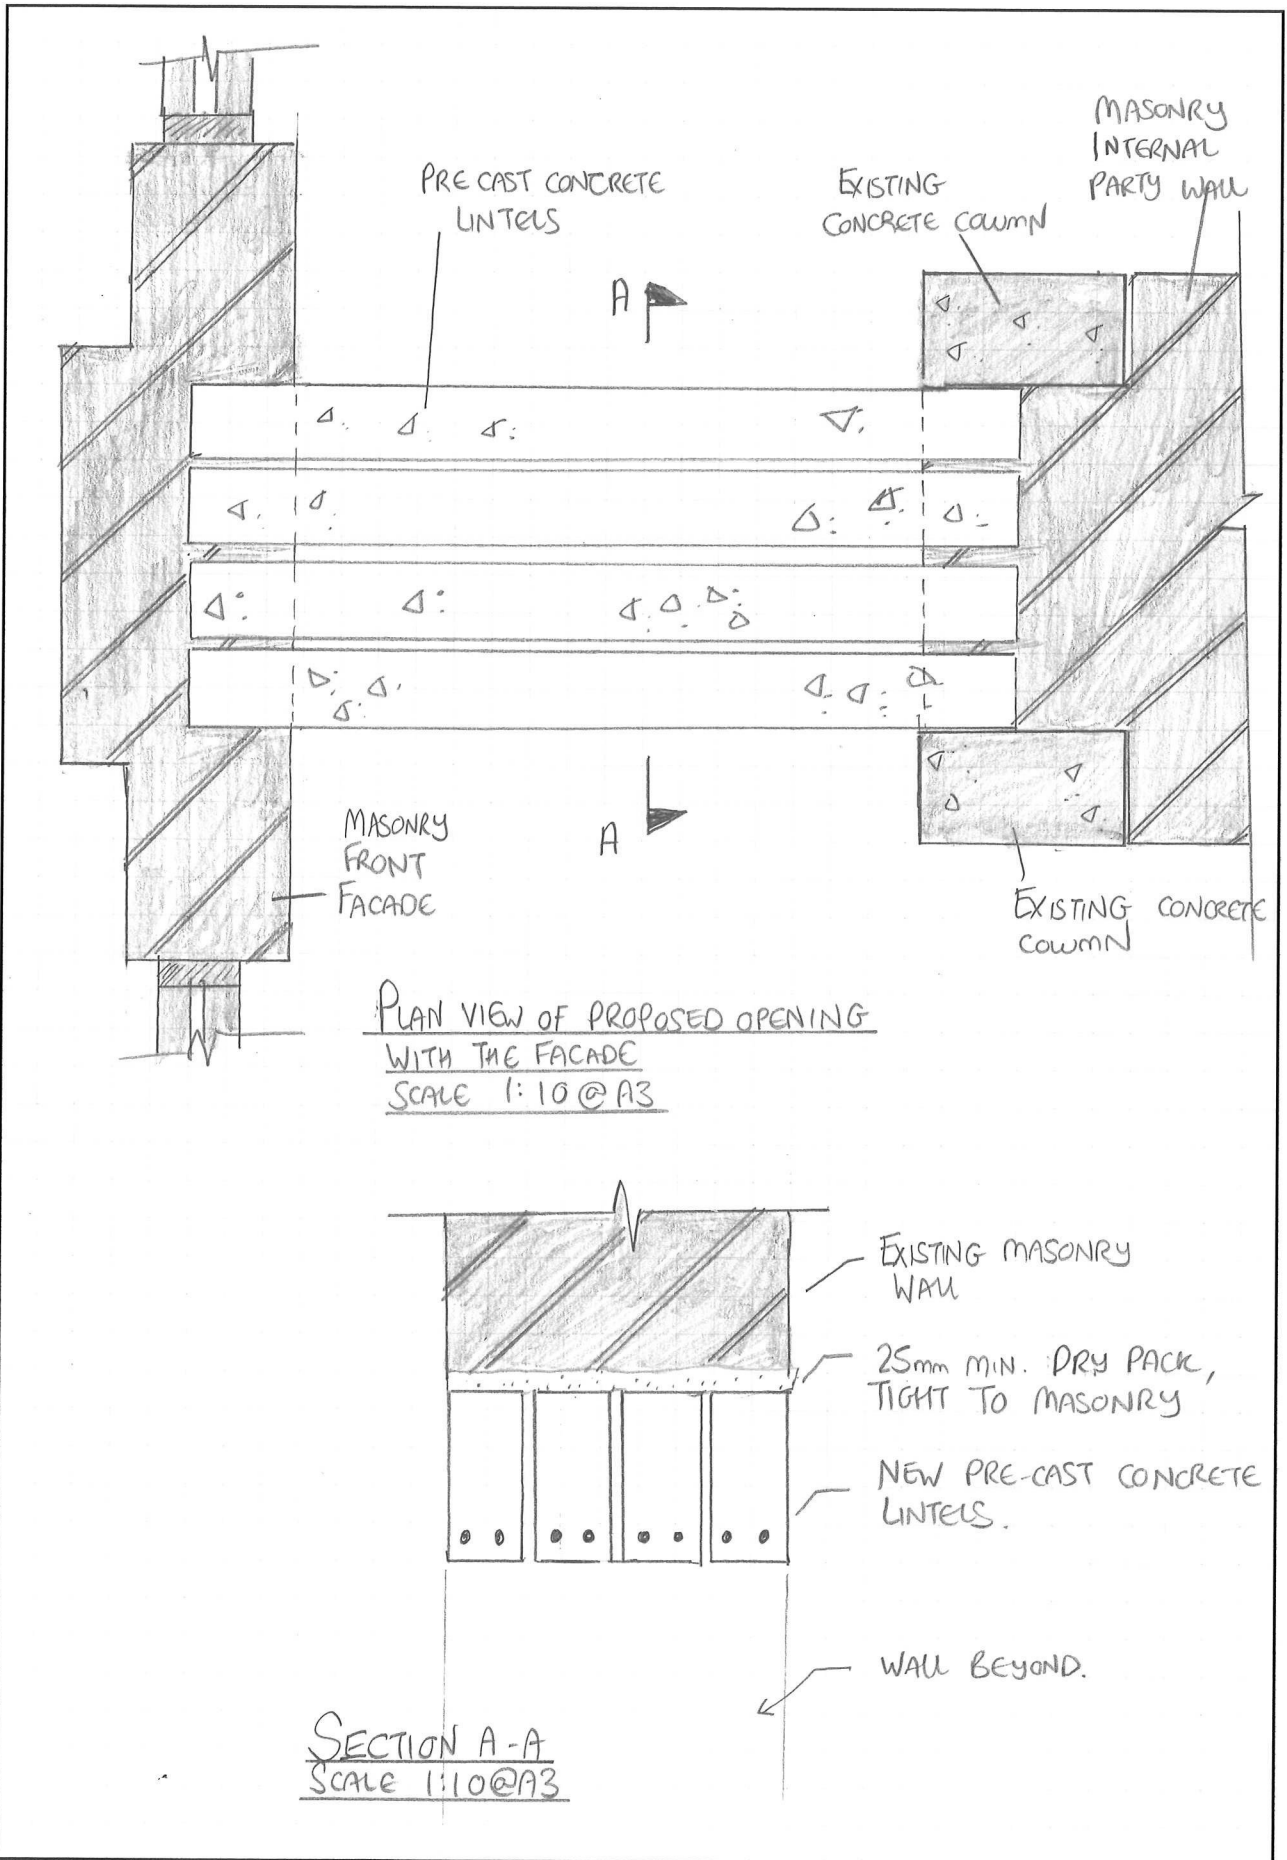 PRE CAST CONCRETE
LINTELS
EXISTING
CONCRETE COLUMN
MASONRY
INTERNAL
PARTY WALL
A
A
MASONRY
FRONT
FACADE
EXISTING CONCRETE
COLUMN
PLAN VIEW OF PROPOSED OPENING
WITH THE FACADE
SCALE 1:10@A3
EXISTING MASONRY
WALL
25mm MIN. DRY PACK,
TIGHT TO MASONRY
NEW PRE-CAST CONCRETE
LINTELS.
WALL BEYOND.
SECTION A-A
SCALE 1:10@A3